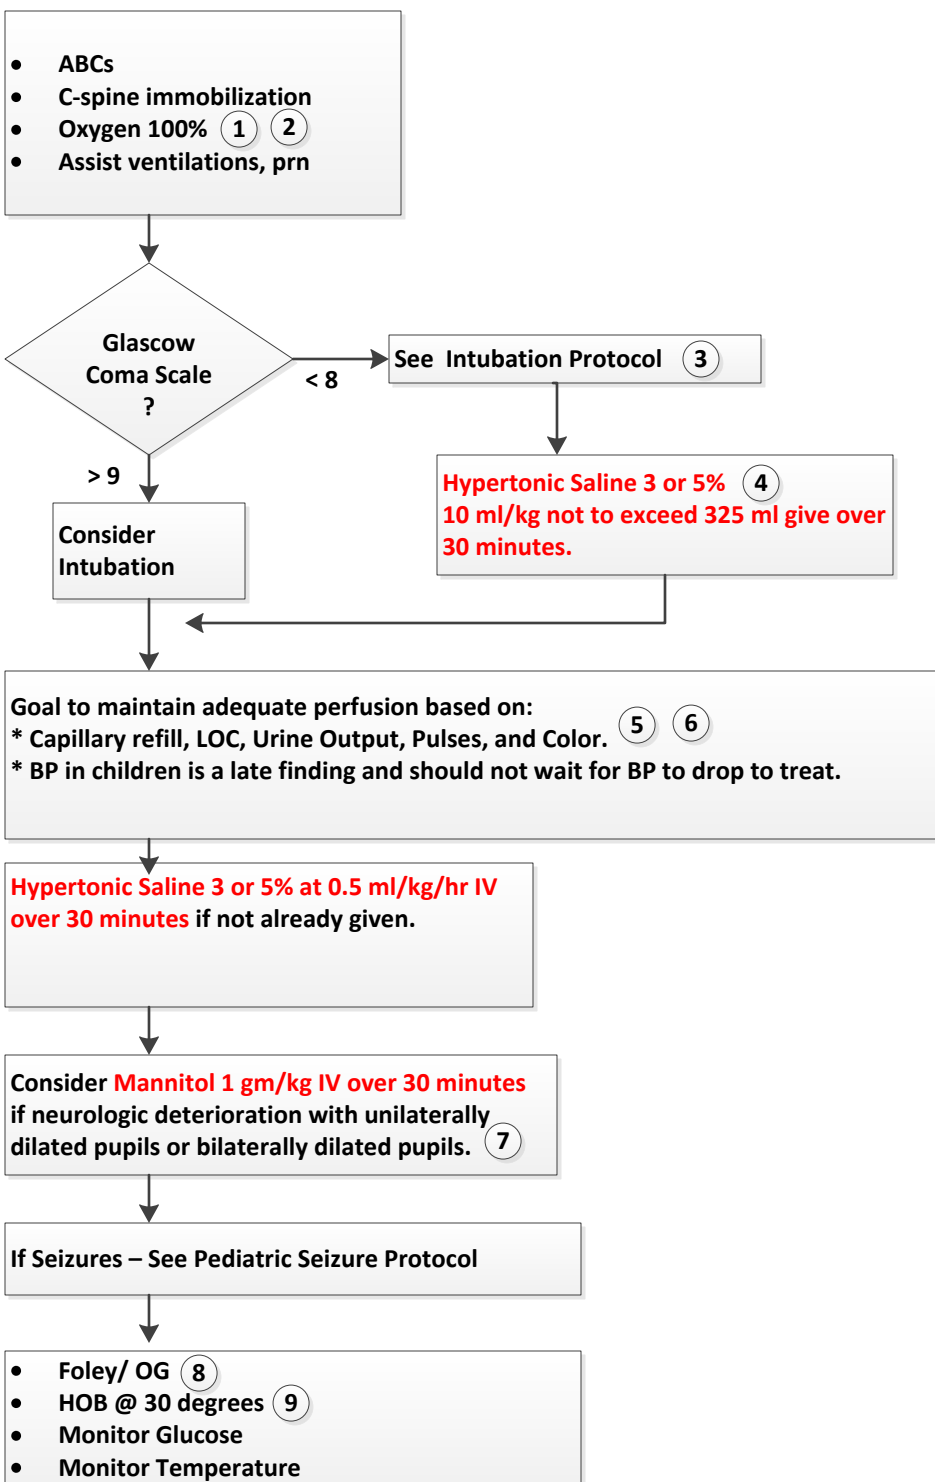 • ABCs
• C-spine immobilization
• Oxygen 100% 1 2
• Assist ventilations, prn
Glascow
Coma Scale
?
< 8
See Intubation Protocol 3
> 9
Hypertonic Saline 3 or 5% 4
10 ml/kg not to exceed 325 ml give over
30 minutes.
Consider
Intubation
Goal to maintain adequate perfusion based on:
* Capillary refill, LOC, Urine Output, Pulses, and Color. 5 6
* BP in children is a late finding and should not wait for BP to drop to treat.
Hypertonic Saline 3 or 5% at 0.5 ml/kg/hr IV
over 30 minutes if not already given.
Consider Mannitol 1 gm/kg IV over 30 minutes
if neurologic deterioration with unilaterally
dilated pupils or bilaterally dilated pupils. 7
If Seizures – See Pediatric Seizure Protocol
• Foley/ OG 8
• HOB @ 30 degrees 9
• Monitor Glucose
• Monitor Temperature